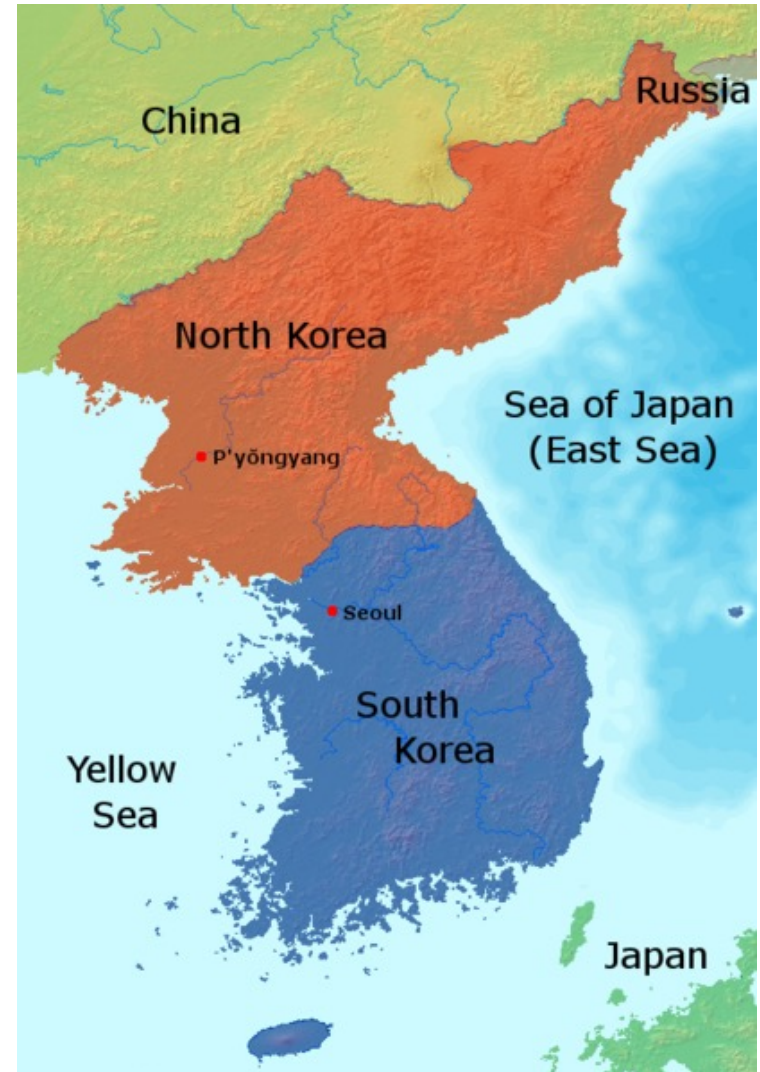 Russia
China
North Korea
Sea of Japan
(East Sea)
P'yŏngyang
Seoul
South
Korea
Yellow
Sea
Japan